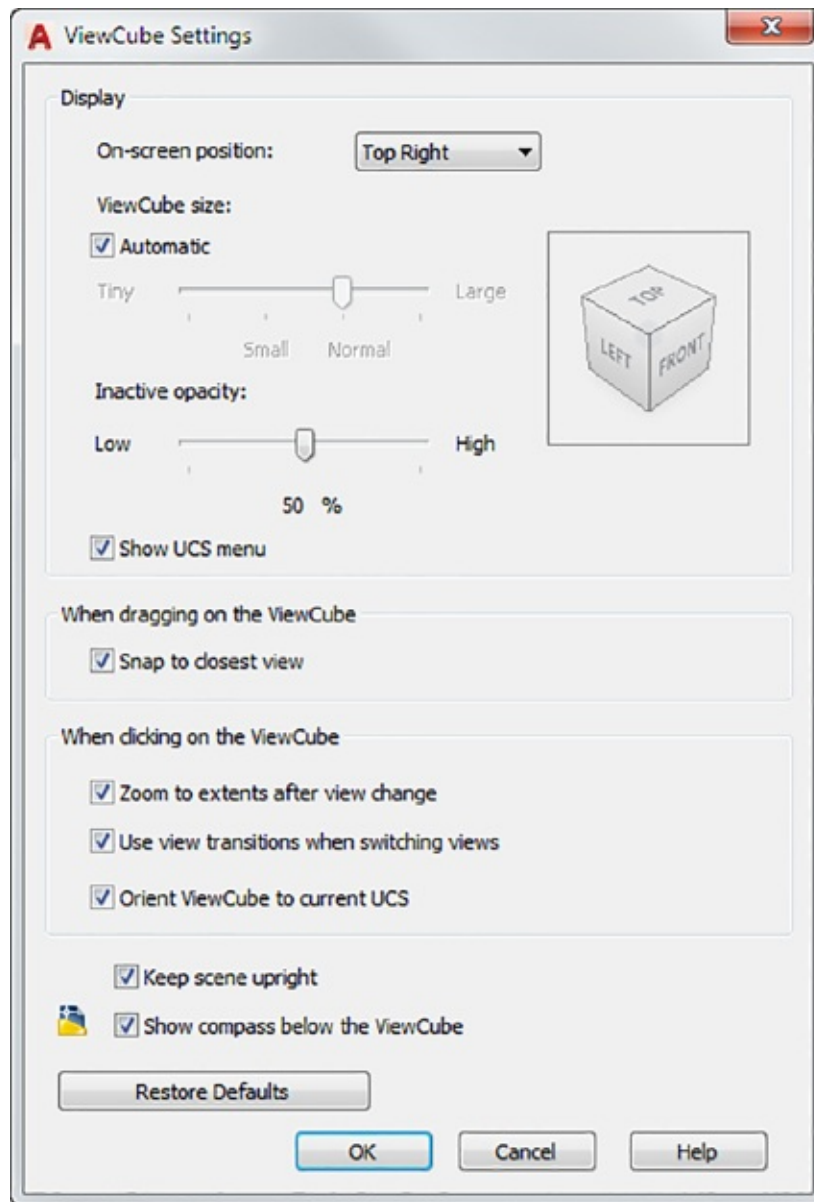 A ViewCube Settings
Display
On-screen position: Top Right
ViewCube size:
Automatic
Tiny Large
Small Normal
TOP
LEFT FRONT
Inactive opacity:
Low High
50 %
Show UCS menu
When dragging on the ViewCube
Snap to closest view
When clicking on the ViewCube
Zoom to extents after view change
Use view transitions when switching views
Orient ViewCube to current UCS
Keep scene upright
Show compass below the ViewCube
Restore Defaults
OK Cancel Help